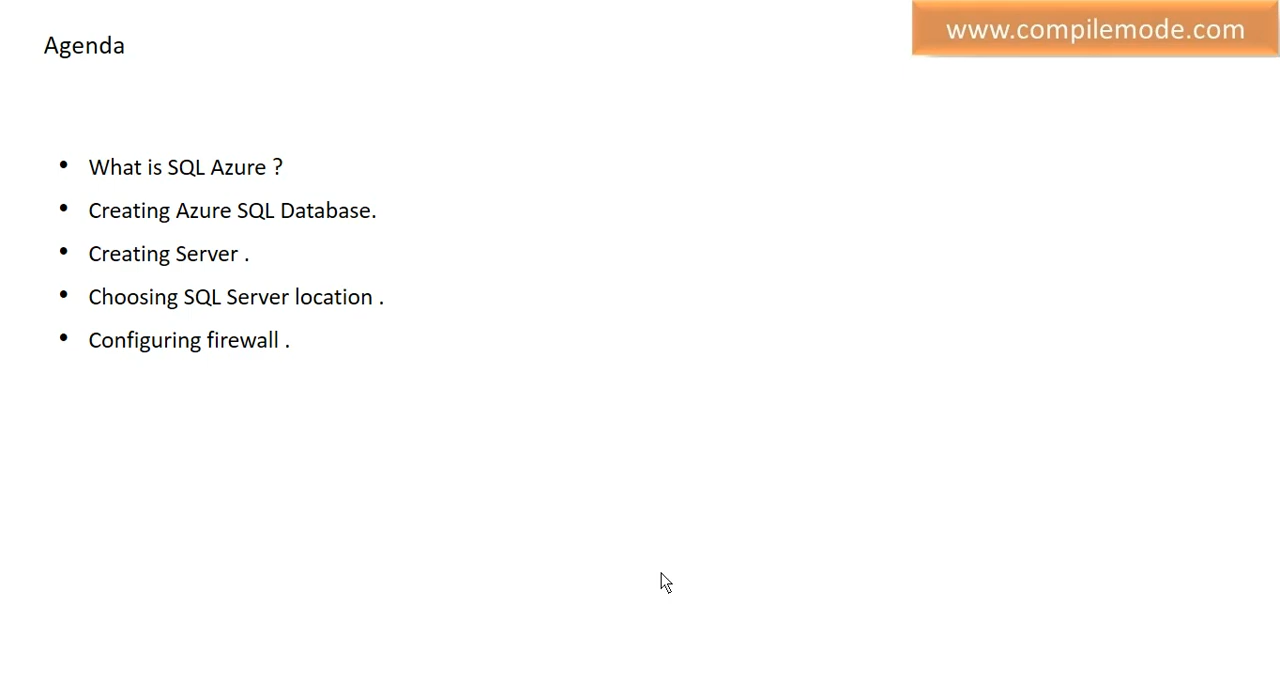 www.compilemode.com
Agenda
• What is SQL Azure ?
• Creating Azure SQL Database.
• Creating Server .
• Choosing SQL Server location .
• Configuring firewall .